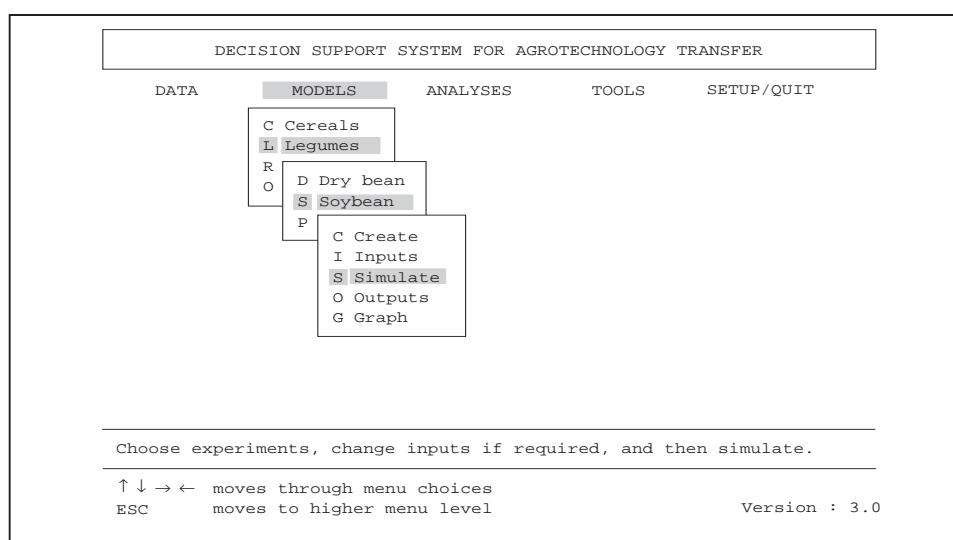 DECISION SUPPORT SYSTEM FOR AGROTECHNOLOGY TRANSFER
DATA MODELS ANALYSES TOOLS SETUP/QUIT
C Cereals
L Legumes
R
O
D Dry bean
S Soybean
P
C Create
I Inputs
S Simulate
O Outputs
G Graph
Choose experiments, change inputs if required, and then simulate.
↑ ↓ → ← moves through menu choices
ESC moves to higher menu level
Version : 3.0